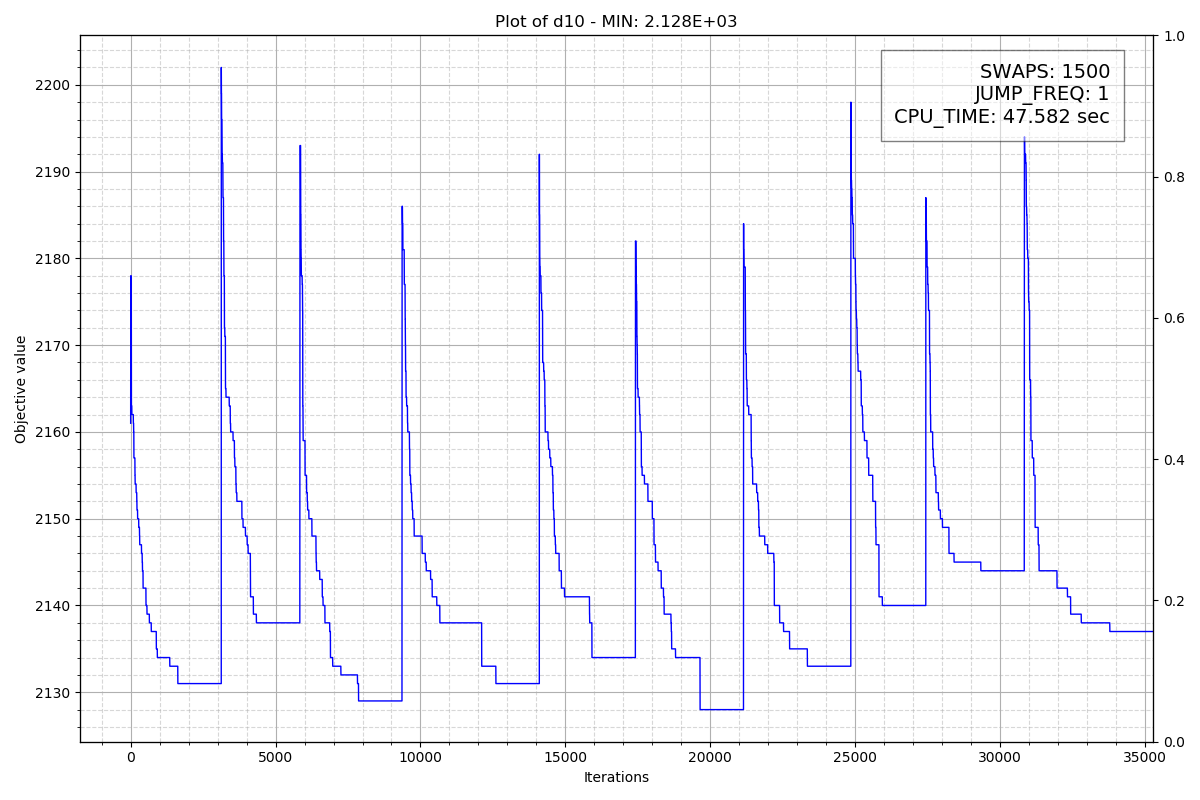 Plot of d10 - MIN: 2.128E+03
SWAPS: 1500
JUMP_FREQ: 1
CPU_TIME: 47.582 sec
Objective value
2200
2190
2180
2170
2160
2150
2140
2130
1.0
0.8
0.6
0.4
0.2
0.0
0 5000 10000 15000 20000 25000 30000 35000
Iterations